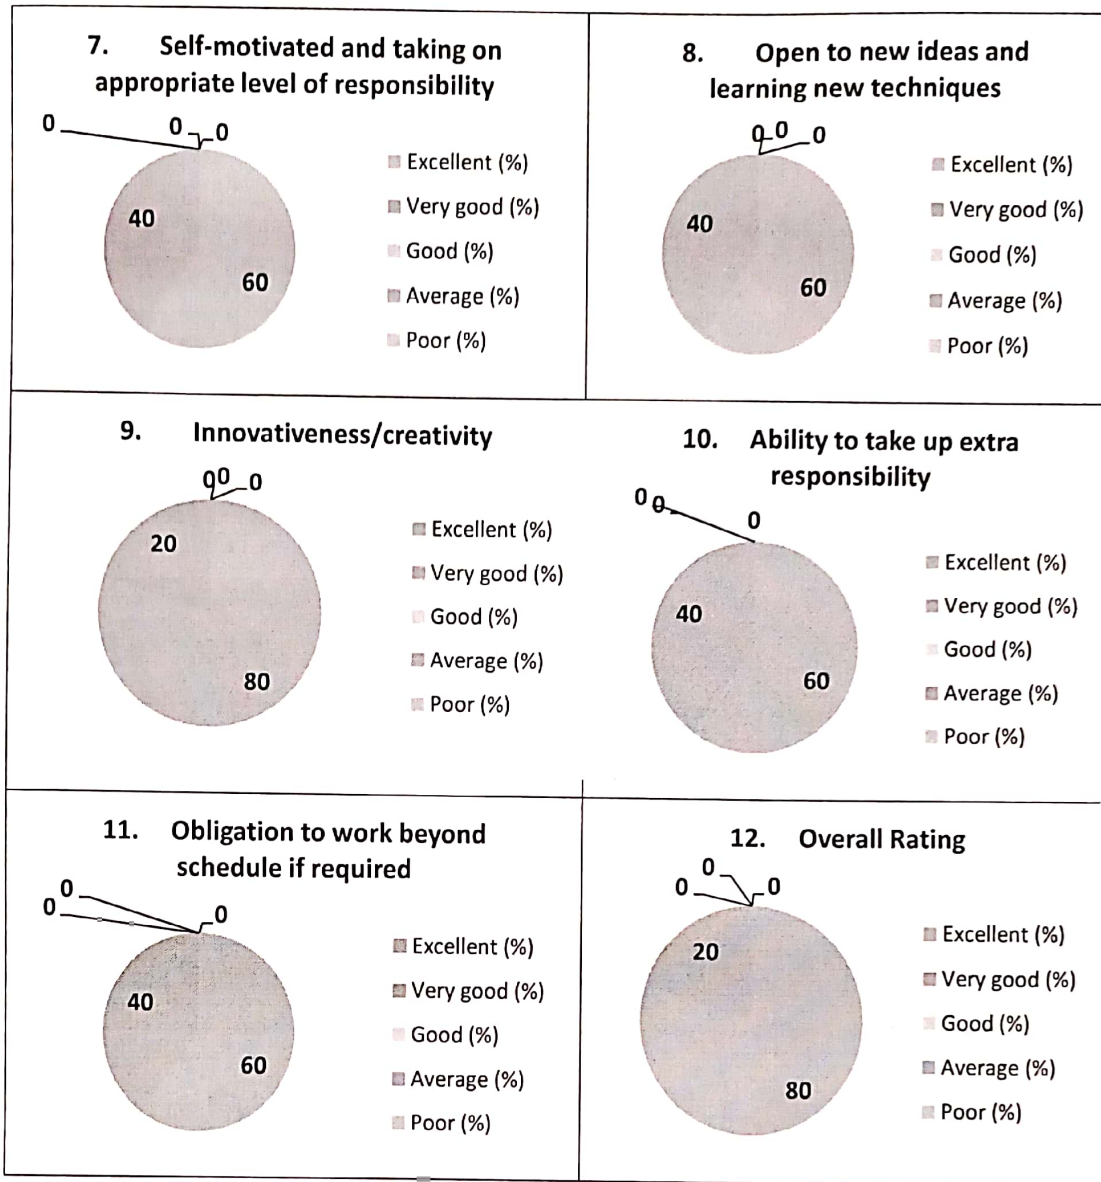 7. Self-motivated and taking on
appropriate level of responsibility
0 0 0
40
60
Excellent (%)
Very good (%)
Good (%)
Average (%)
Poor (%)
8. Open to new ideas and
learning new techniques
0 0 0
40
60
Excellent (%)
Very good (%)
Good (%)
Average (%)
Poor (%)
9. Innovativeness/creativity
0 0 0
20
80
Excellent (%)
Very good (%)
Good (%)
Average (%)
Poor (%)
10. Ability to take up extra
responsibility
0 0 0
40
60
Excellent (%)
Very good (%)
Good (%)
Average (%)
Poor (%)
11. Obligation to work beyond
schedule if required
0
0 0
40
60
Excellent (%)
Very good (%)
Good (%)
Average (%)
Poor (%)
12. Overall Rating
0
0 0
20
80
Excellent (%)
Very good (%)
Good (%)
Average (%)
Poor (%)